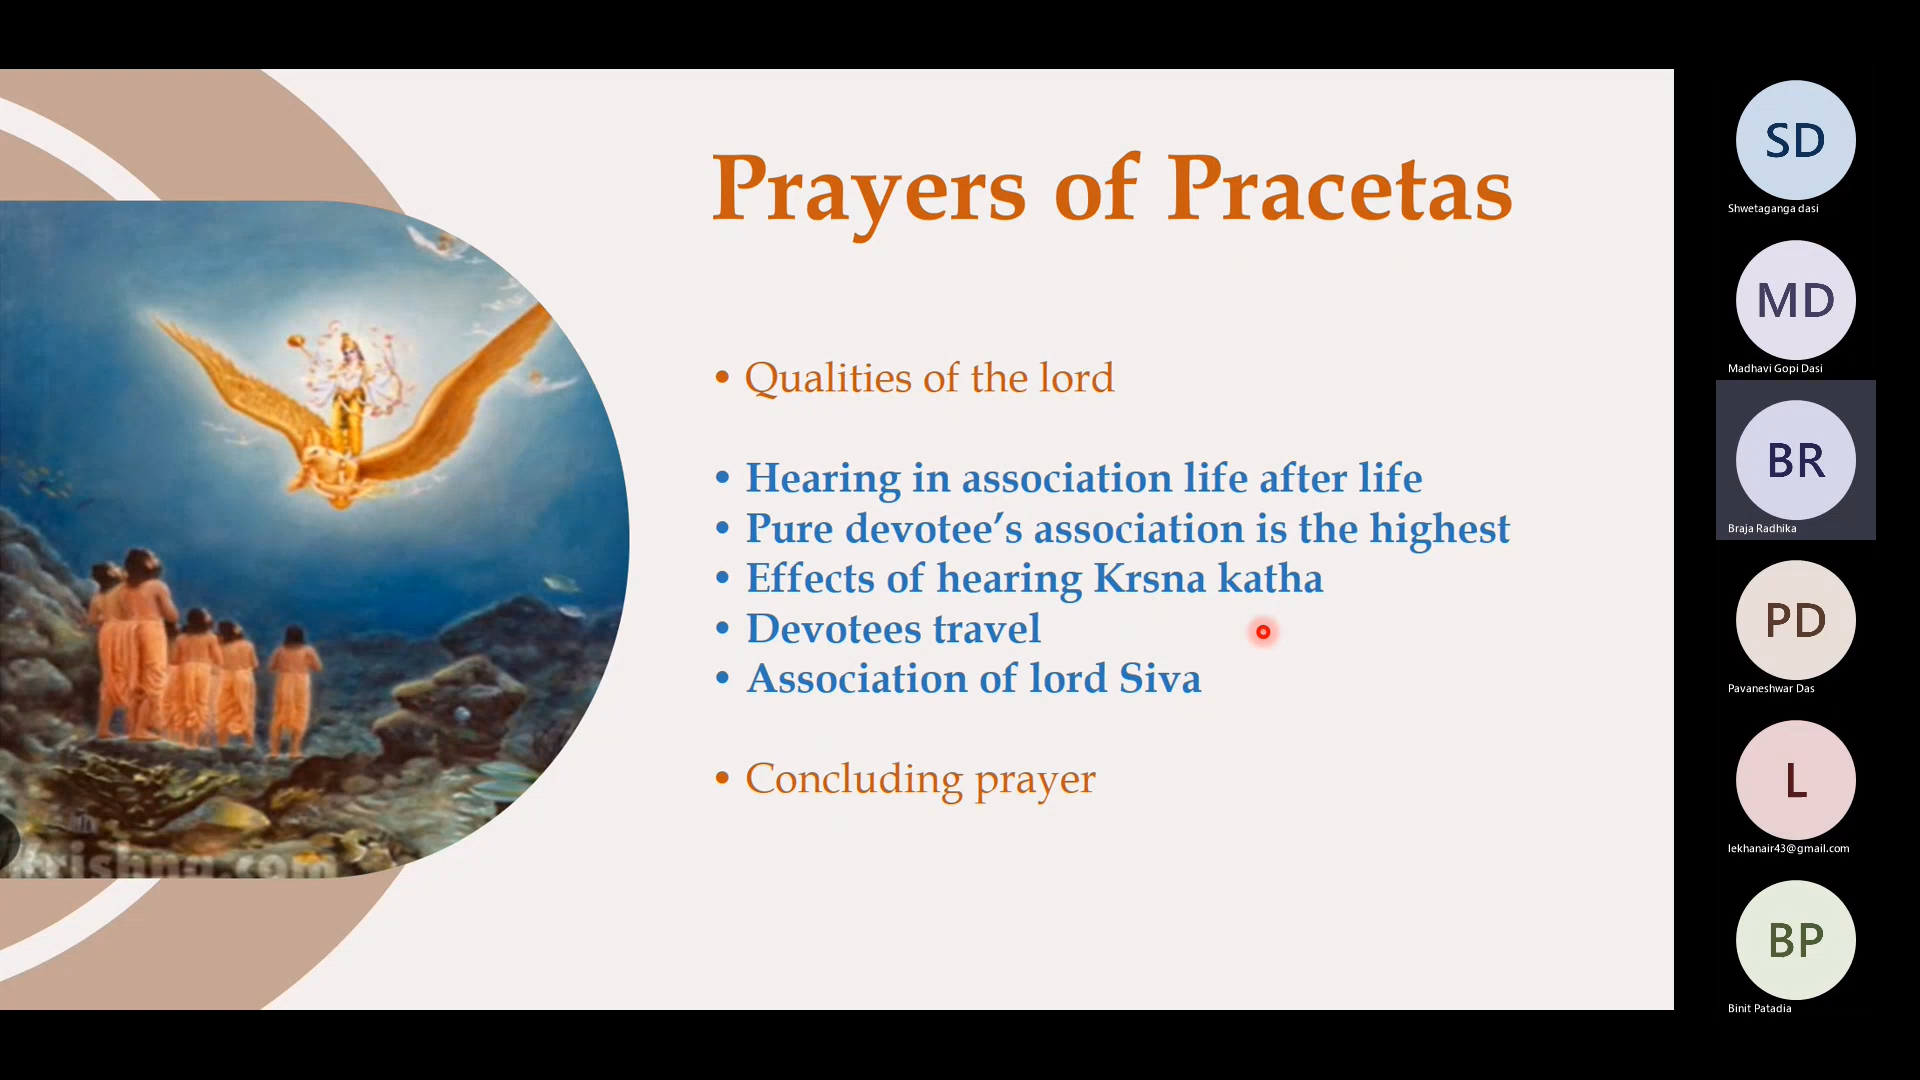 Prayers of Pracetas
• Qualities of the lord
• Hearing in association life after life
• Pure devotee’s association is the highest
• Effects of hearing Krsna katha
• Devotees travel
• Association of lord Siva
• Concluding prayer
krishna.com
SD
Shwetaganga dasi
MD
Madhavi Gopi Dasi
BR
Braja Radhika
PD
Pavaneshwar Das
L
lekhanair43@gmail.com
BP
Binit Patadia